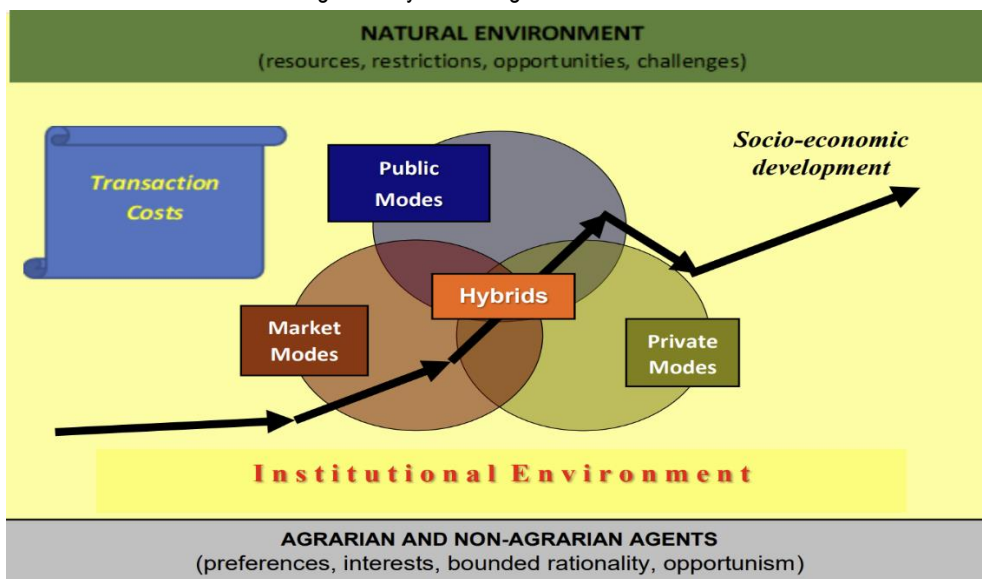 NATURAL ENVIRONMENT
(resources, restrictions, opportunities, challenges)
Socio-economic
development
Public
Modes
Transaction
Costs
Hybrids
Market
Modes
Private
Modes
Institutional Environment
AGRARIAN AND NON-AGRARIAN AGENTS
(preferences, interests, bounded rationality, opportunism)